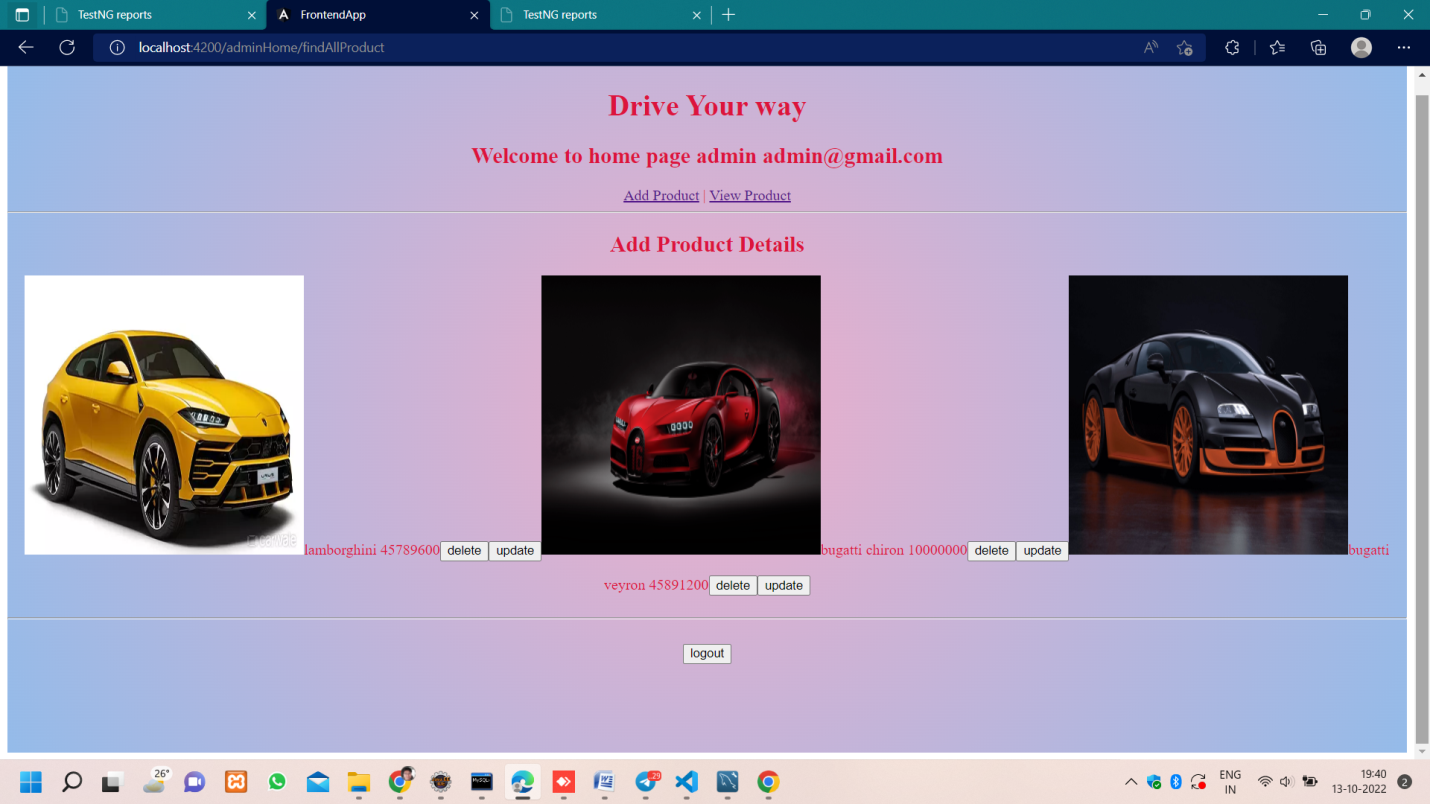 TestNG reports
FrontendApp
TestNG reports
localhost:4200/adminHome/findAllProduct
Drive Your way
Welcome to home page admin admin@gmail.com
Add Product | View Product
Add Product Details
lamborghini 45789600 delete update bugatti chiron 10000000 delete update bugatti
veyron 45891200 delete update
logout
26°
29
ENG
IN
19:40
13-10-2022
2